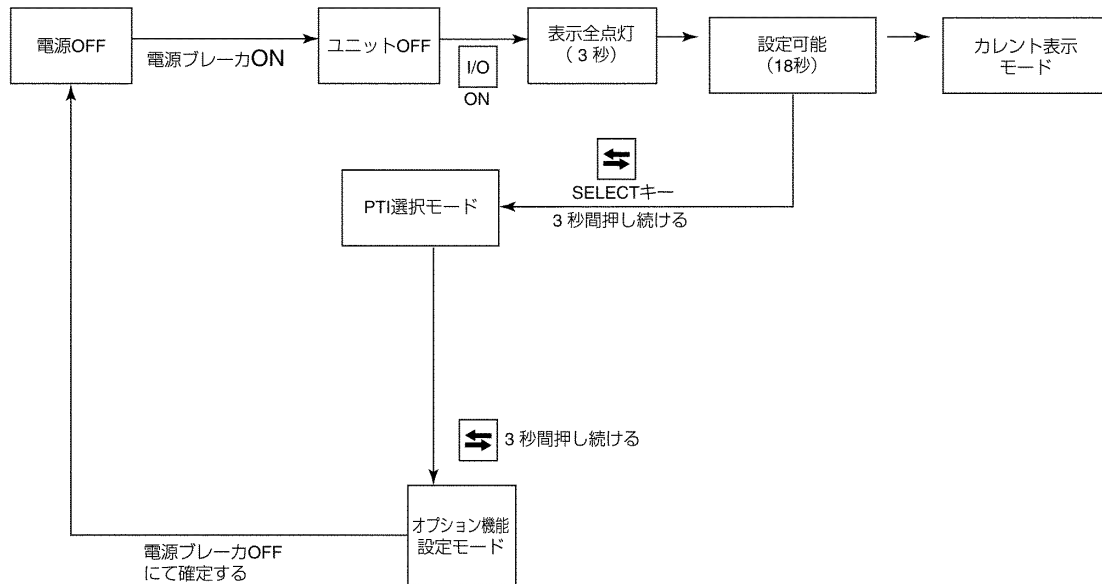 電源OFF
電源ブレーカON
ユニットOFF
I/O
ON
表示全点灯
(3秒)
設定可能
(18秒)
カレント表示
モード
SELECTキー
3秒間押し続ける
PTI選択モード
3秒間押し続ける
オプション機能
設定モード
電源ブレーカOFF
にて確定する